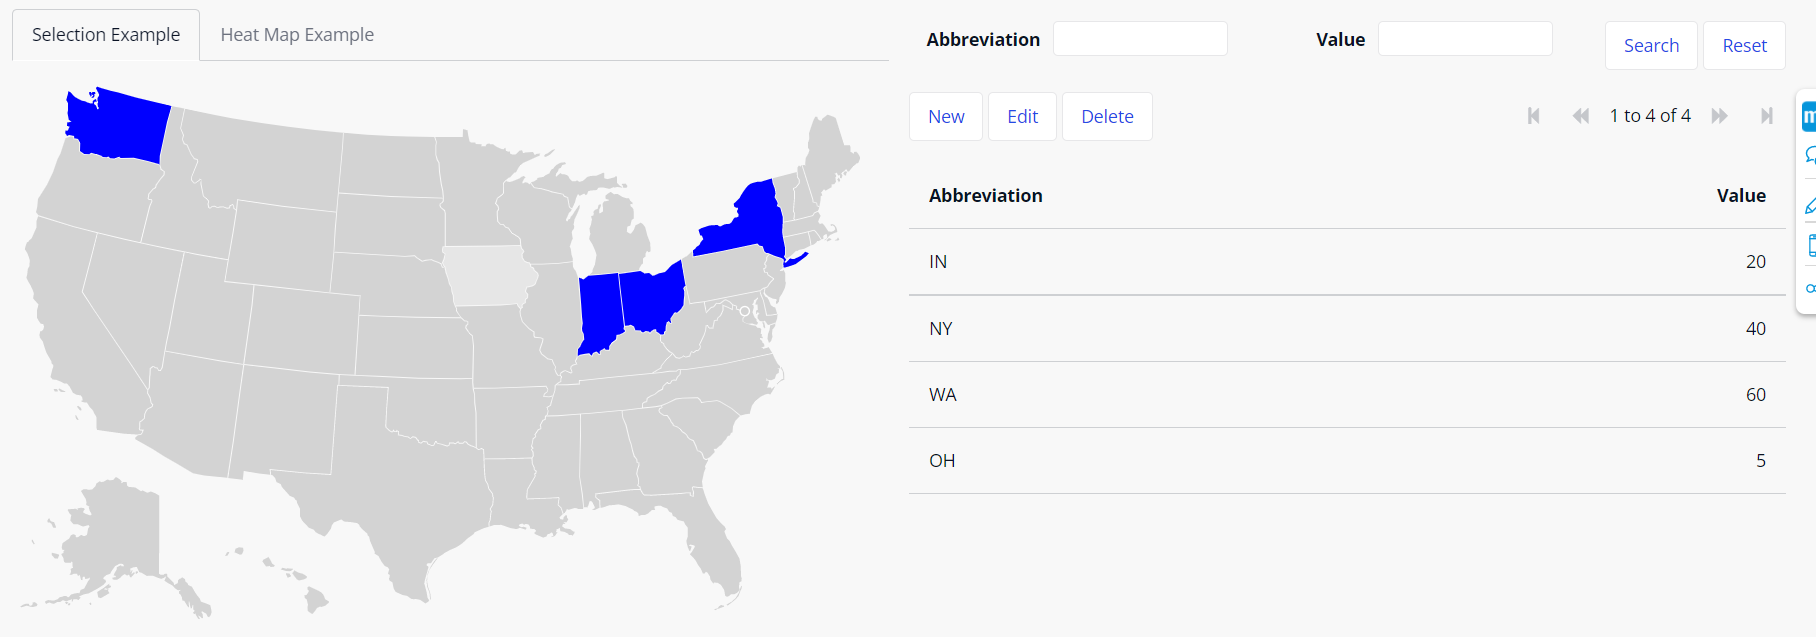 Selection Example
Heat Map Example
Abbreviation
Value
Search
Reset
New
Edit
Delete
1 to 4 of 4
Abbreviation Value
IN 20
NY 40
WA 60
OH 5